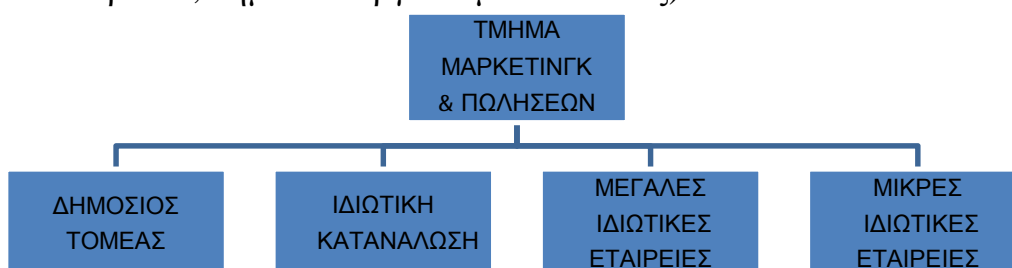 ΤΜΗΜΑ
ΜΑΡΚΕΤΙΝΓΚ
& ΠΩΛΗΣΕΩΝ
ΔΗΜΟΣΙΟΣ
ΤΟΜΕΑΣ
ΙΔΙΩΤΙΚΗ
ΚΑΤΑΝΑΛΩΣΗ
ΜΕΓΑΛΕΣ
ΙΔΙΩΤΙΚΕΣ
ΕΤΑΙΡΕΙΕΣ
ΜΙΚΡΕΣ
ΙΔΙΩΤΙΚΕΣ
ΕΤΑΙΡΕΙΕΣ